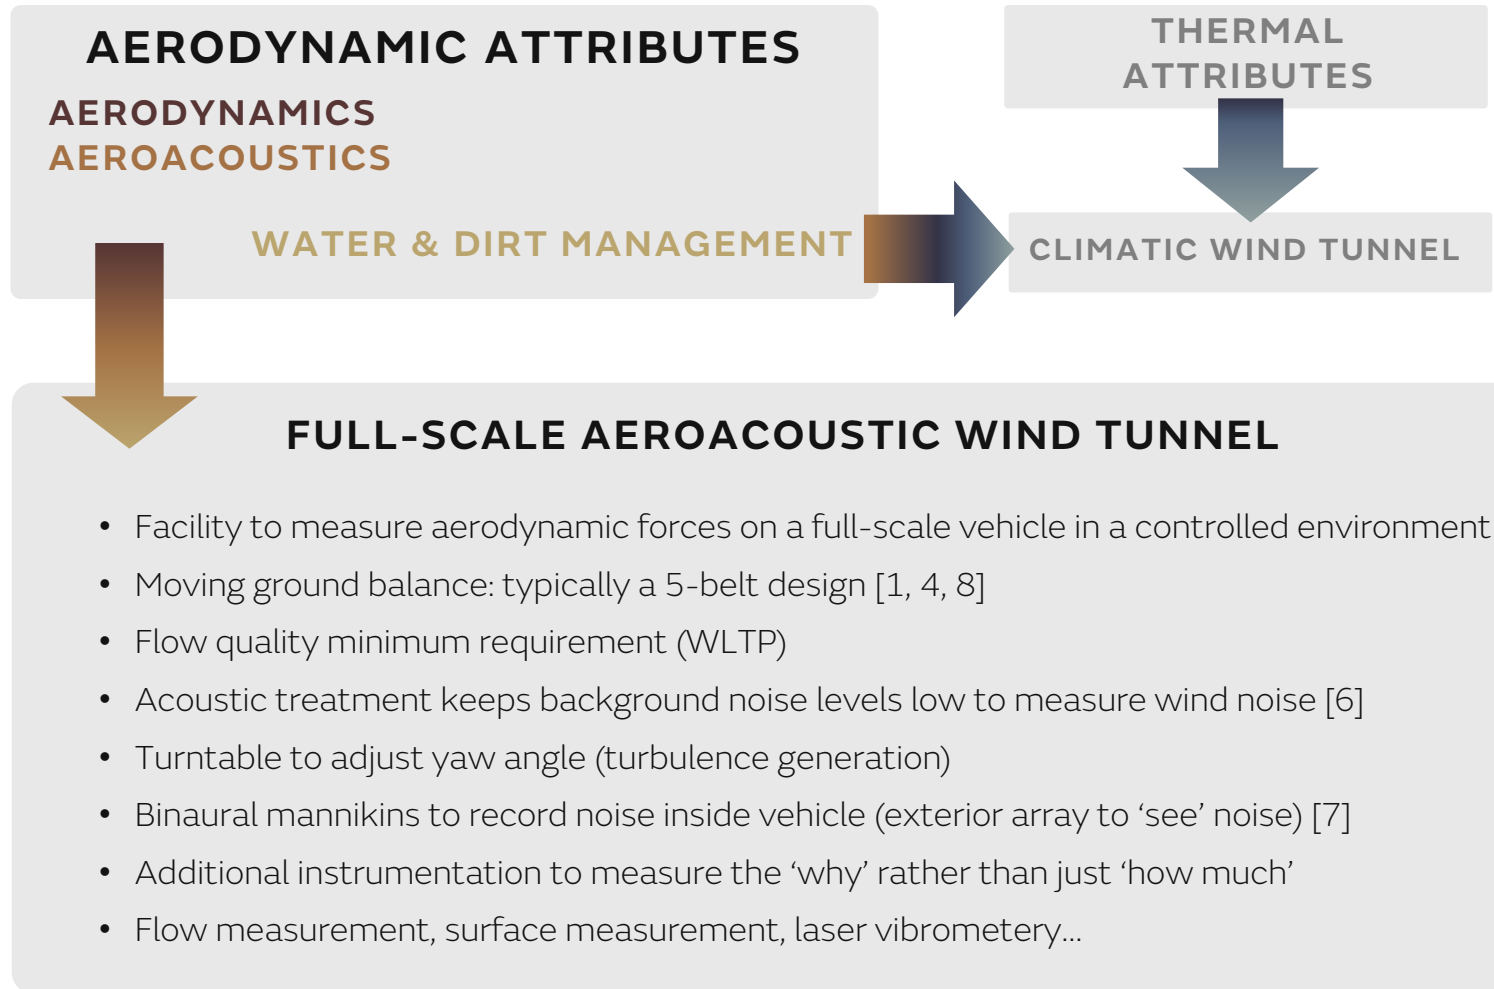 AERODYNAMIC ATTRIBUTES
AERODYNAMICS
AEROACOUSTICS
WATER & DIRT MANAGEMENT
THERMAL
ATTRIBUTES
CLIMATIC WIND TUNNEL
FULL-SCALE AEROACOUSTIC WIND TUNNEL
• Facility to measure aerodynamic forces on a full-scale vehicle in a controlled environment
• Moving ground balance: typically a 5-belt design [1, 4, 8]
• Flow quality minimum requirement (WLTP)
• Acoustic treatment keeps background noise levels low to measure wind noise [6]
• Turntable to adjust yaw angle (turbulence generation)
• Binaural mannikins to record noise inside vehicle (exterior array to ‘see’ noise) [7]
• Additional instrumentation to measure the ‘why’ rather than just ‘how much’
• Flow measurement, surface measurement, laser vibrometery…